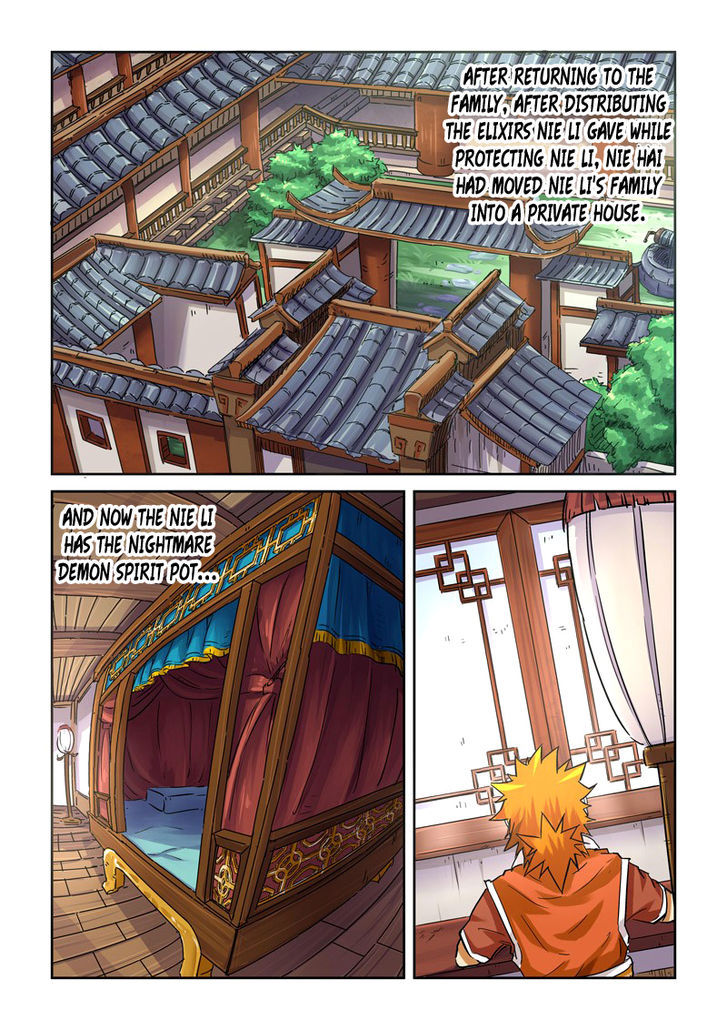 AFTER RETURNING TO THE
FAMILY, AFTER DISTRIBUTING
THE ELIXIRS NIE LI GAVE WHILE
PROTECTING NIE LI, NIE HAI
HAD MOVED NIE LI'S FAMILY
INTO A PRIVATE HOUSE.
AND NOW THE NIE LI
HAS THE NIGHTMARE
DEMON SPIRIT POT...